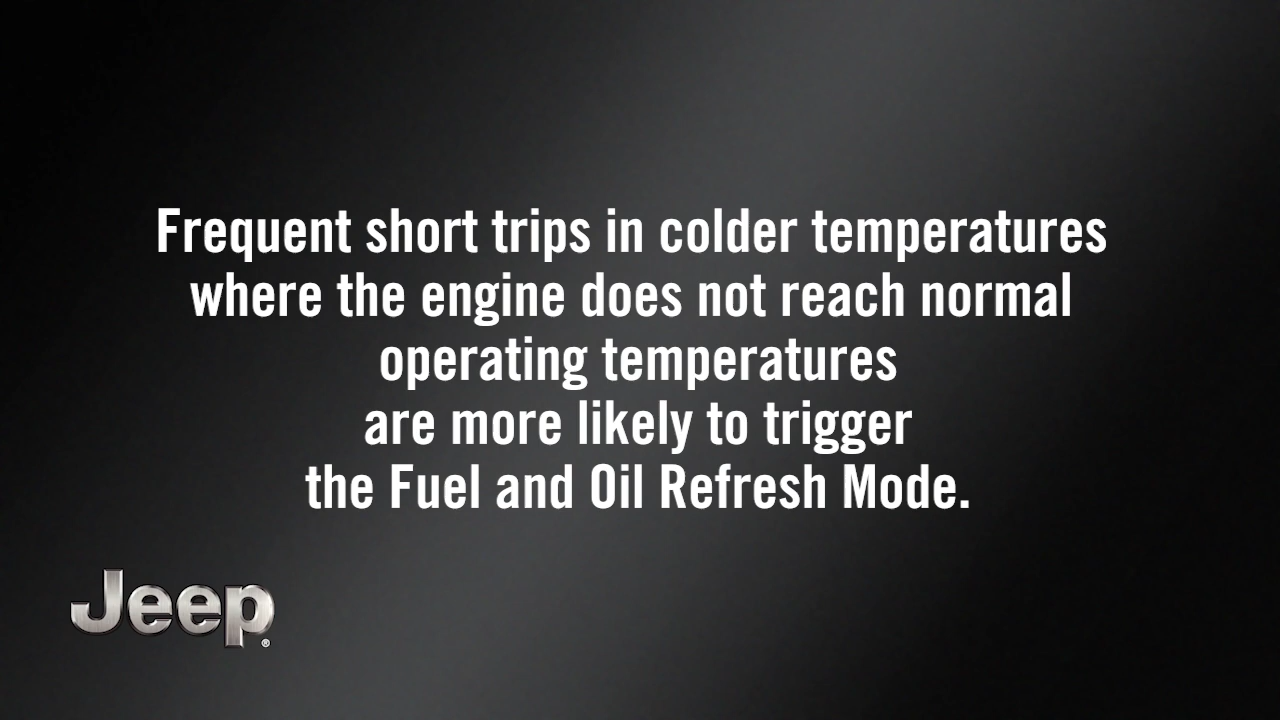 Frequent short trips in colder temperatures
where the engine does not reach normal
operating temperatures
are more likely to trigger
the Fuel and Oil Refresh Mode.
Jeep®